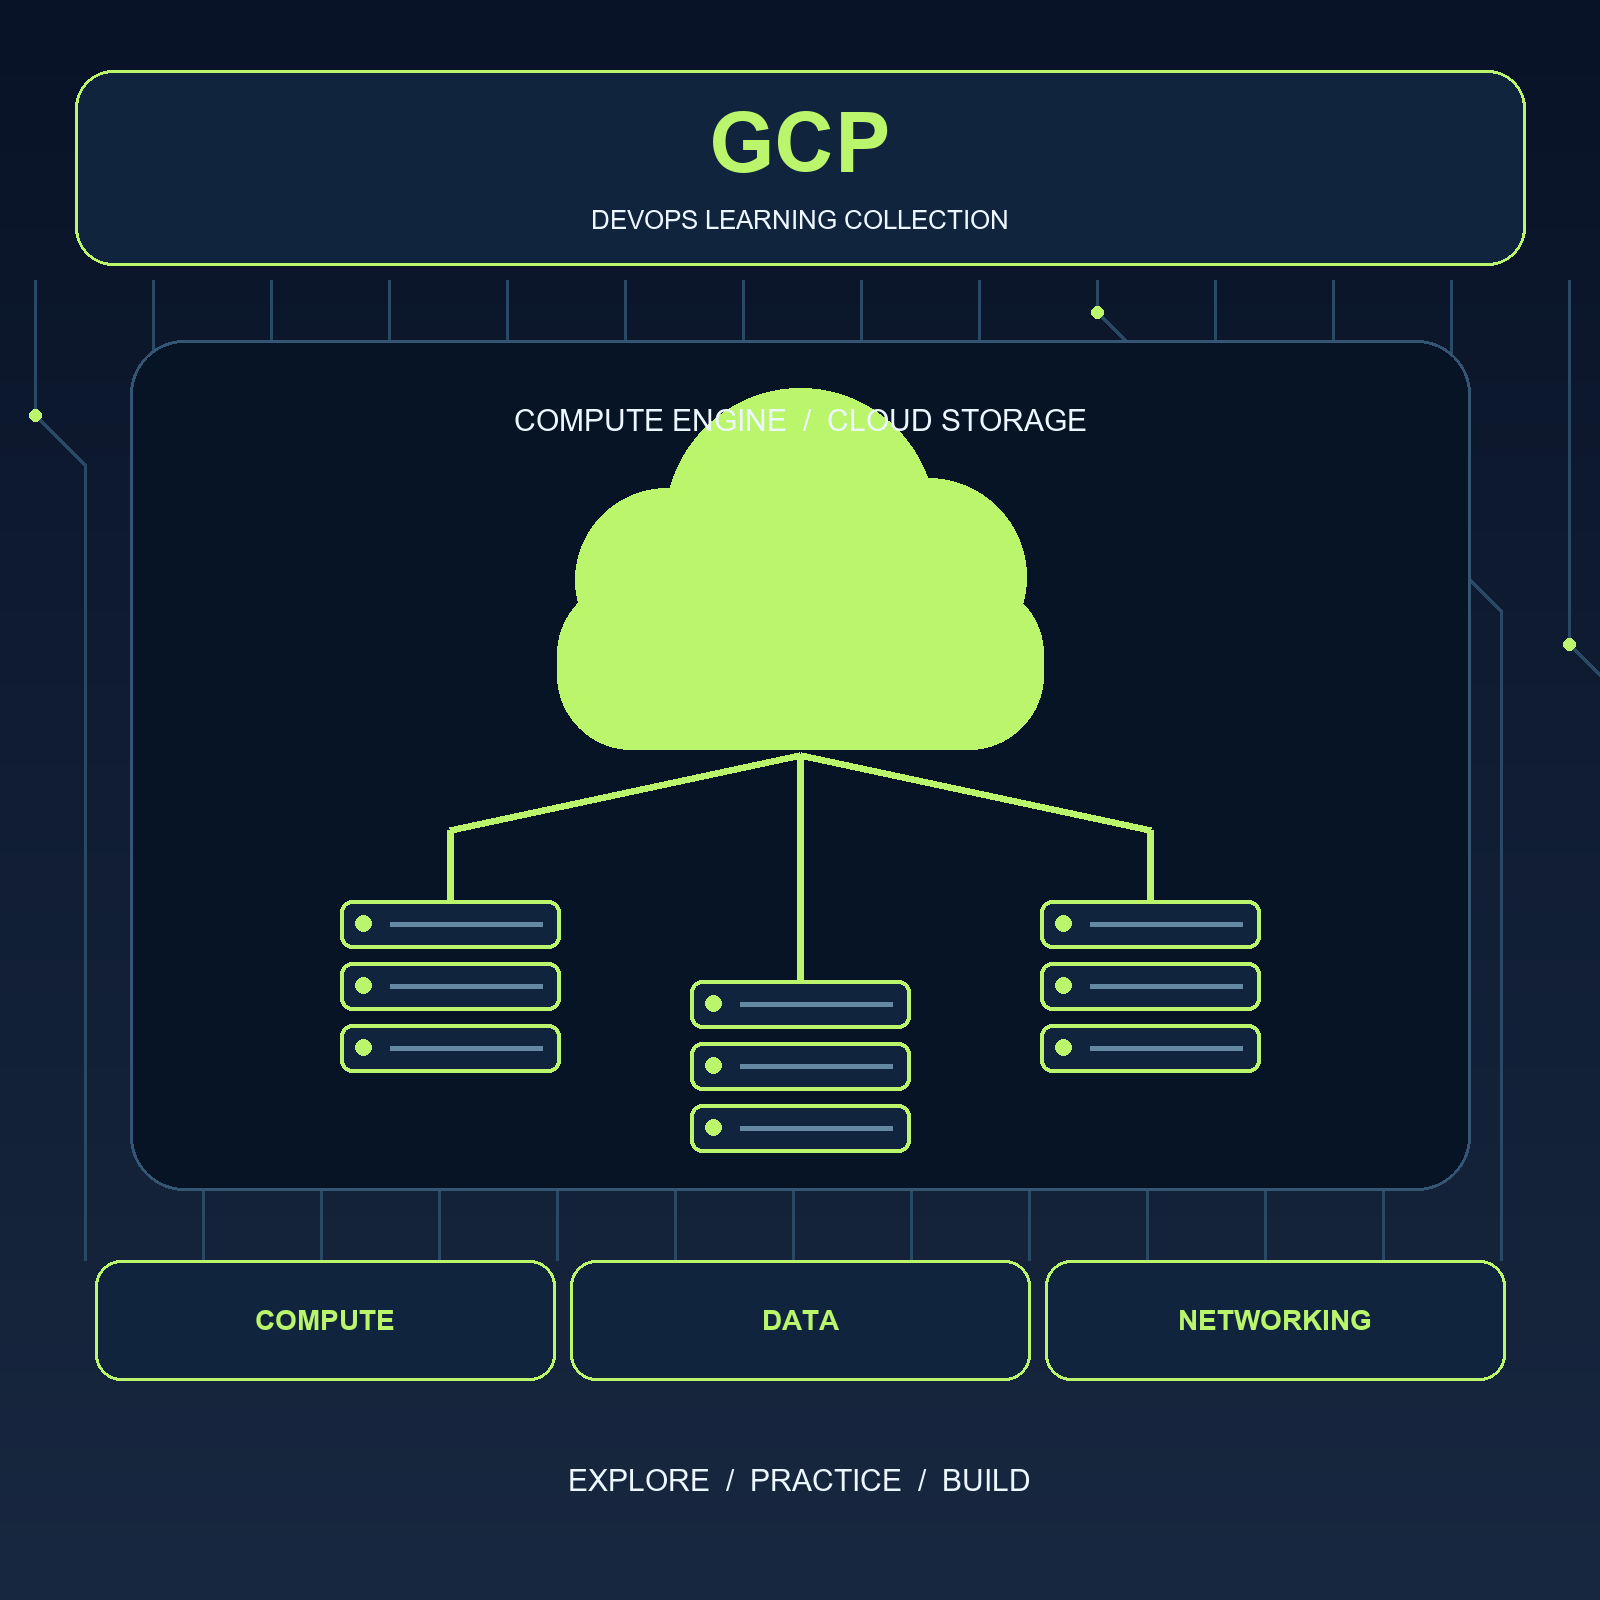 GCP
DEVOPS LEARNING COLLECTION
COMPUTE ENGINE / CLOUD STORAGE
COMPUTE
DATA
NETWORKING
EXPLORE / PRACTICE / BUILD